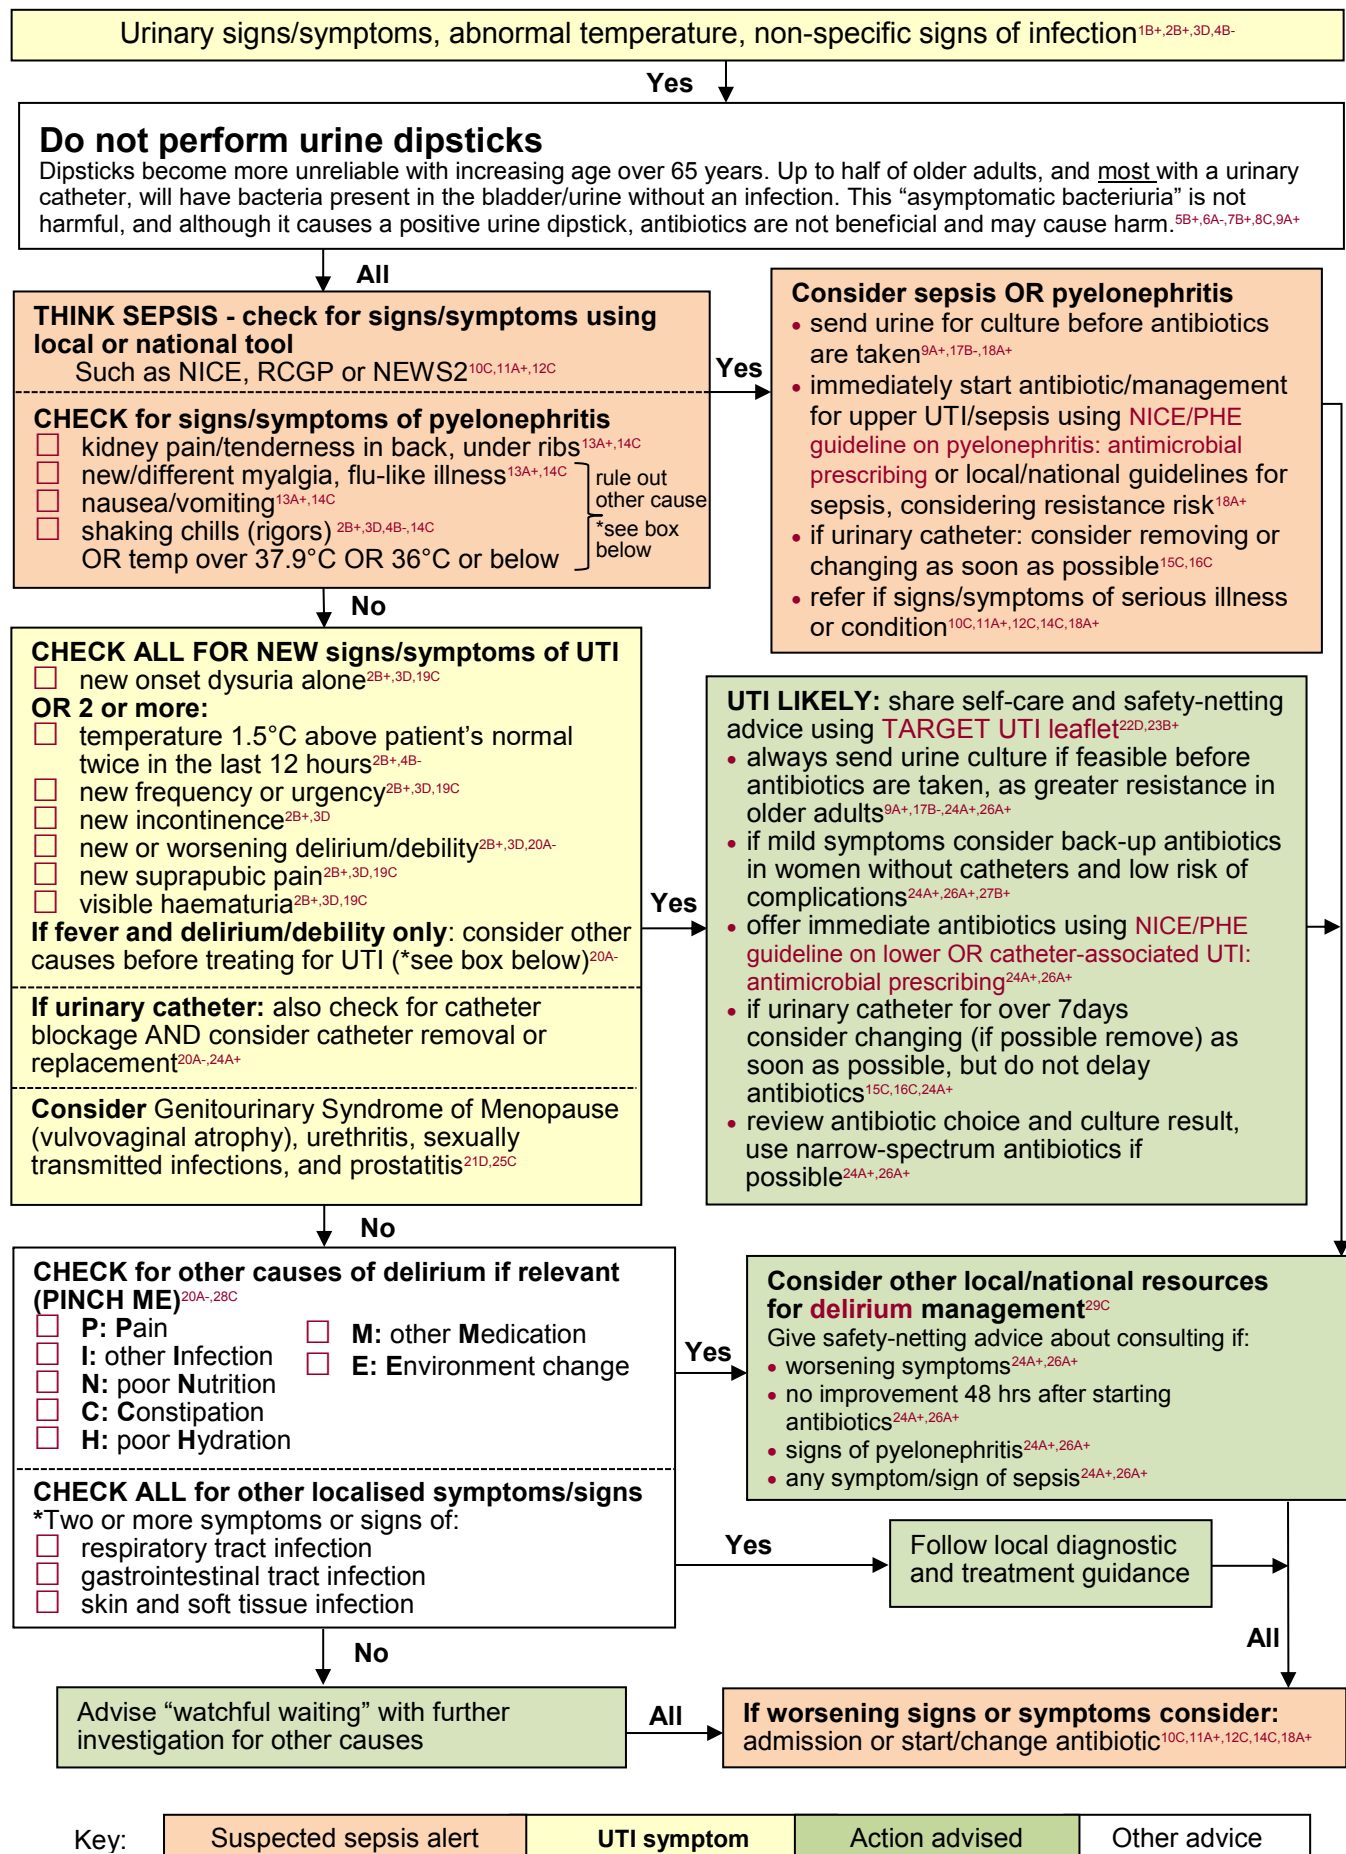 Urinary signs/symptoms, abnormal temperature, non-specific signs of infection1B+,2B+,3D,4B-
Yes
Do not perform urine dipsticks
Dipsticks become more unreliable with increasing age over 65 years. Up to half of older adults, and most with a urinary
catheter, will have bacteria present in the bladder/urine without an infection. This “asymptomatic bacteriuria” is not
harmful, and although it causes a positive urine dipstick, antibiotics are not beneficial and may cause harm.5B+,6A-,7B+,8C,9A+
All
THINK SEPSIS - check for signs/symptoms using
local or national tool
Such as NICE, RCGP or NEWS210C,11A+,12C
CHECK for signs/symptoms of pyelonephritis
kidney pain/tenderness in back, under ribs13A+,14C
new/different myalgia, flu-like illness13A+,14C
nausea/vomiting13A+,14C
shaking chills (rigors) 2B+,3D,4B-,14C
OR temp over 37.9°C OR 36°C or below
rule out
other cause
*see box
below
Yes
Consider sepsis OR pyelonephritis
• send urine for culture before antibiotics
are taken9A+,17B-,18A+
• immediately start antibiotic/management
for upper UTI/sepsis using NICE/PHE
guideline on pyelonephritis: antimicrobial
prescribing or local/national guidelines for
sepsis, considering resistance risk18A+
• if urinary catheter: consider removing or
changing as soon as possible15C,16C
• refer if signs/symptoms of serious illness
or condition10C,11A+,12C,14C,18A+
No
CHECK ALL FOR NEW signs/symptoms of UTI
new onset dysuria alone2B+,3D,19C
OR 2 or more:
temperature 1.5°C above patient’s normal
twice in the last 12 hours2B+,4B-
new frequency or urgency2B+,3D,19C
new incontinence2B+,3D
new or worsening delirium/debility2B+,3D,20A-
new suprapubic pain2B+,3D,19C
visible haematuria2B+,3D,19C
If fever and delirium/debility only: consider other
causes before treating for UTI (*see box below)20A-
If urinary catheter: also check for catheter
blockage AND consider catheter removal or
replacement20A-,24A+
Consider Genitourinary Syndrome of Menopause
(vulvovaginal atrophy), urethritis, sexually
transmitted infections, and prostatitis21D,25C
Yes
UTI LIKELY: share self-care and safety-netting
advice using TARGET UTI leaflet22D,23B+
• always send urine culture if feasible before
antibiotics are taken, as greater resistance in
older adults9A+,17B-,24A+,26A+
• if mild symptoms consider back-up antibiotics
in women without catheters and low risk of
complications24A+,26A+,27B+
• offer immediate antibiotics using NICE/PHE
guideline on lower OR catheter-associated UTI:
antimicrobial prescribing24A+,26A+
• if urinary catheter for over 7days
consider changing (if possible remove) as
soon as possible, but do not delay
antibiotics15C,16C,24A+
• review antibiotic choice and culture result,
use narrow-spectrum antibiotics if
possible24A+,26A+
No
CHECK for other causes of delirium if relevant
(PINCH ME)20A-,28C
P: Pain
I: other Infection
N: poor Nutrition
C: Constipation
H: poor Hydration
M: other Medication
E: Environment change
Yes
Consider other local/national resources
for delirium management29C
Give safety-netting advice about consulting if:
• worsening symptoms24A+,26A+
• no improvement 48 hrs after starting
antibiotics24A+,26A+
• signs of pyelonephritis24A+,26A+
• any symptom/sign of sepsis24A+,26A+
CHECK ALL for other localised symptoms/signs
*Two or more symptoms or signs of:
respiratory tract infection
gastrointestinal tract infection
skin and soft tissue infection
Yes
Follow local diagnostic
and treatment guidance
All
No
Advise “watchful waiting” with further
investigation for other causes
All
If worsening signs or symptoms consider:
admission or start/change antibiotic10C,11A+,12C,14C,18A+
Key:
Suspected sepsis alert
UTI symptom
Action advised
Other advice